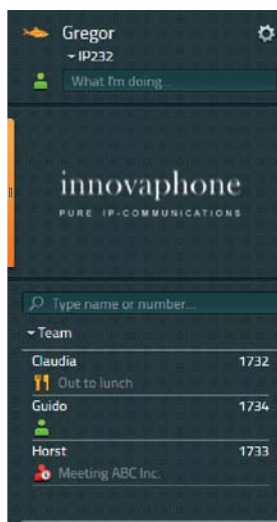 Gregor
IP232
What I'm doing...
innovaphone
PURE IP-COMMUNICATIONS
Type name or number...
Team
Claudia 1732
Out to lunch
Guido 1734
Horst 1733
Meeting ABC Inc.